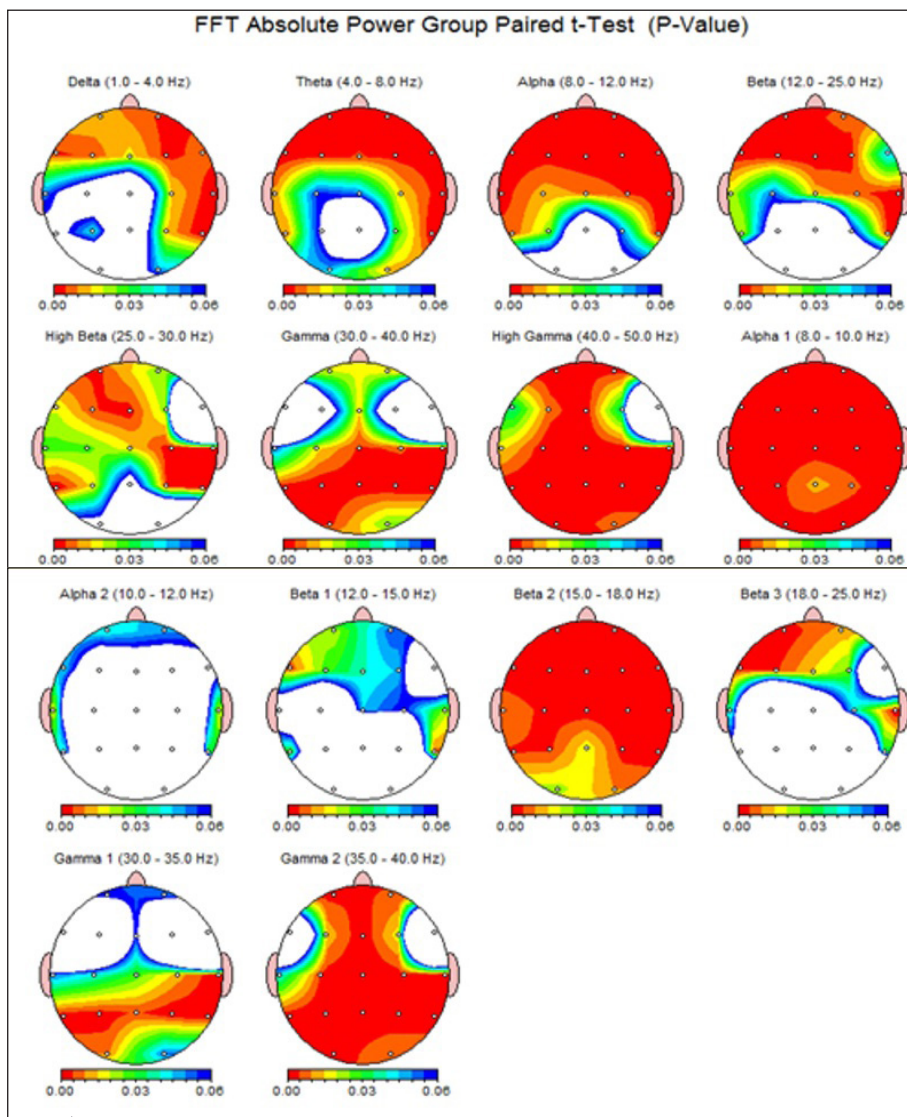 FFT Absolute Power Group Paired t-Test (P-Value)
Delta (1.0 - 4.0 Hz) Theta (4.0 - 8.0 Hz) Alpha (8.0 - 12.0 Hz) Beta (12.0 - 25.0 Hz)
0.00 0.03 0.06 0.00 0.03 0.06 0.00 0.03 0.06 0.00 0.03 0.06
High Beta (25.0 - 30.0 Hz) Gamma (30.0 - 40.0 Hz) High Gamma (40.0 - 50.0 Hz) Alpha 1 (8.0 - 10.0 Hz)
0.00 0.03 0.06 0.00 0.03 0.06 0.00 0.03 0.06 0.00 0.03 0.06
Alpha 2 (10.0 - 12.0 Hz) Beta 1 (12.0 - 15.0 Hz) Beta 2 (15.0 - 18.0 Hz) Beta 3 (18.0 - 25.0 Hz)
0.00 0.03 0.06 0.00 0.03 0.06 0.00 0.03 0.06 0.00 0.03 0.06
Gamma 1 (30.0 - 35.0 Hz) Gamma 2 (35.0 - 40.0 Hz)
0.00 0.03 0.06 0.00 0.03 0.06